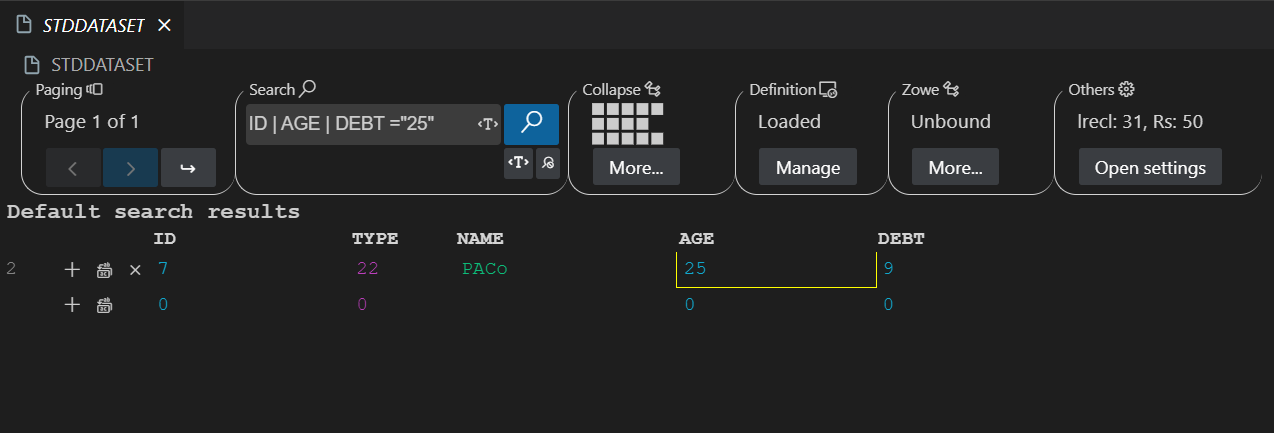 STDDATASET
STDDATASET
Paging Search Collapse Definition Zowe Others
Page 1 of 1 ID | AGE | DEBT ="25" <T> Loaded Unbound lrecl: 31, Rs: 50
< > <T> More... Manage More... Open settings
Default search results
ID TYPE NAME AGE DEBT
2 7 22 PACo 25 9
0 0 0 0